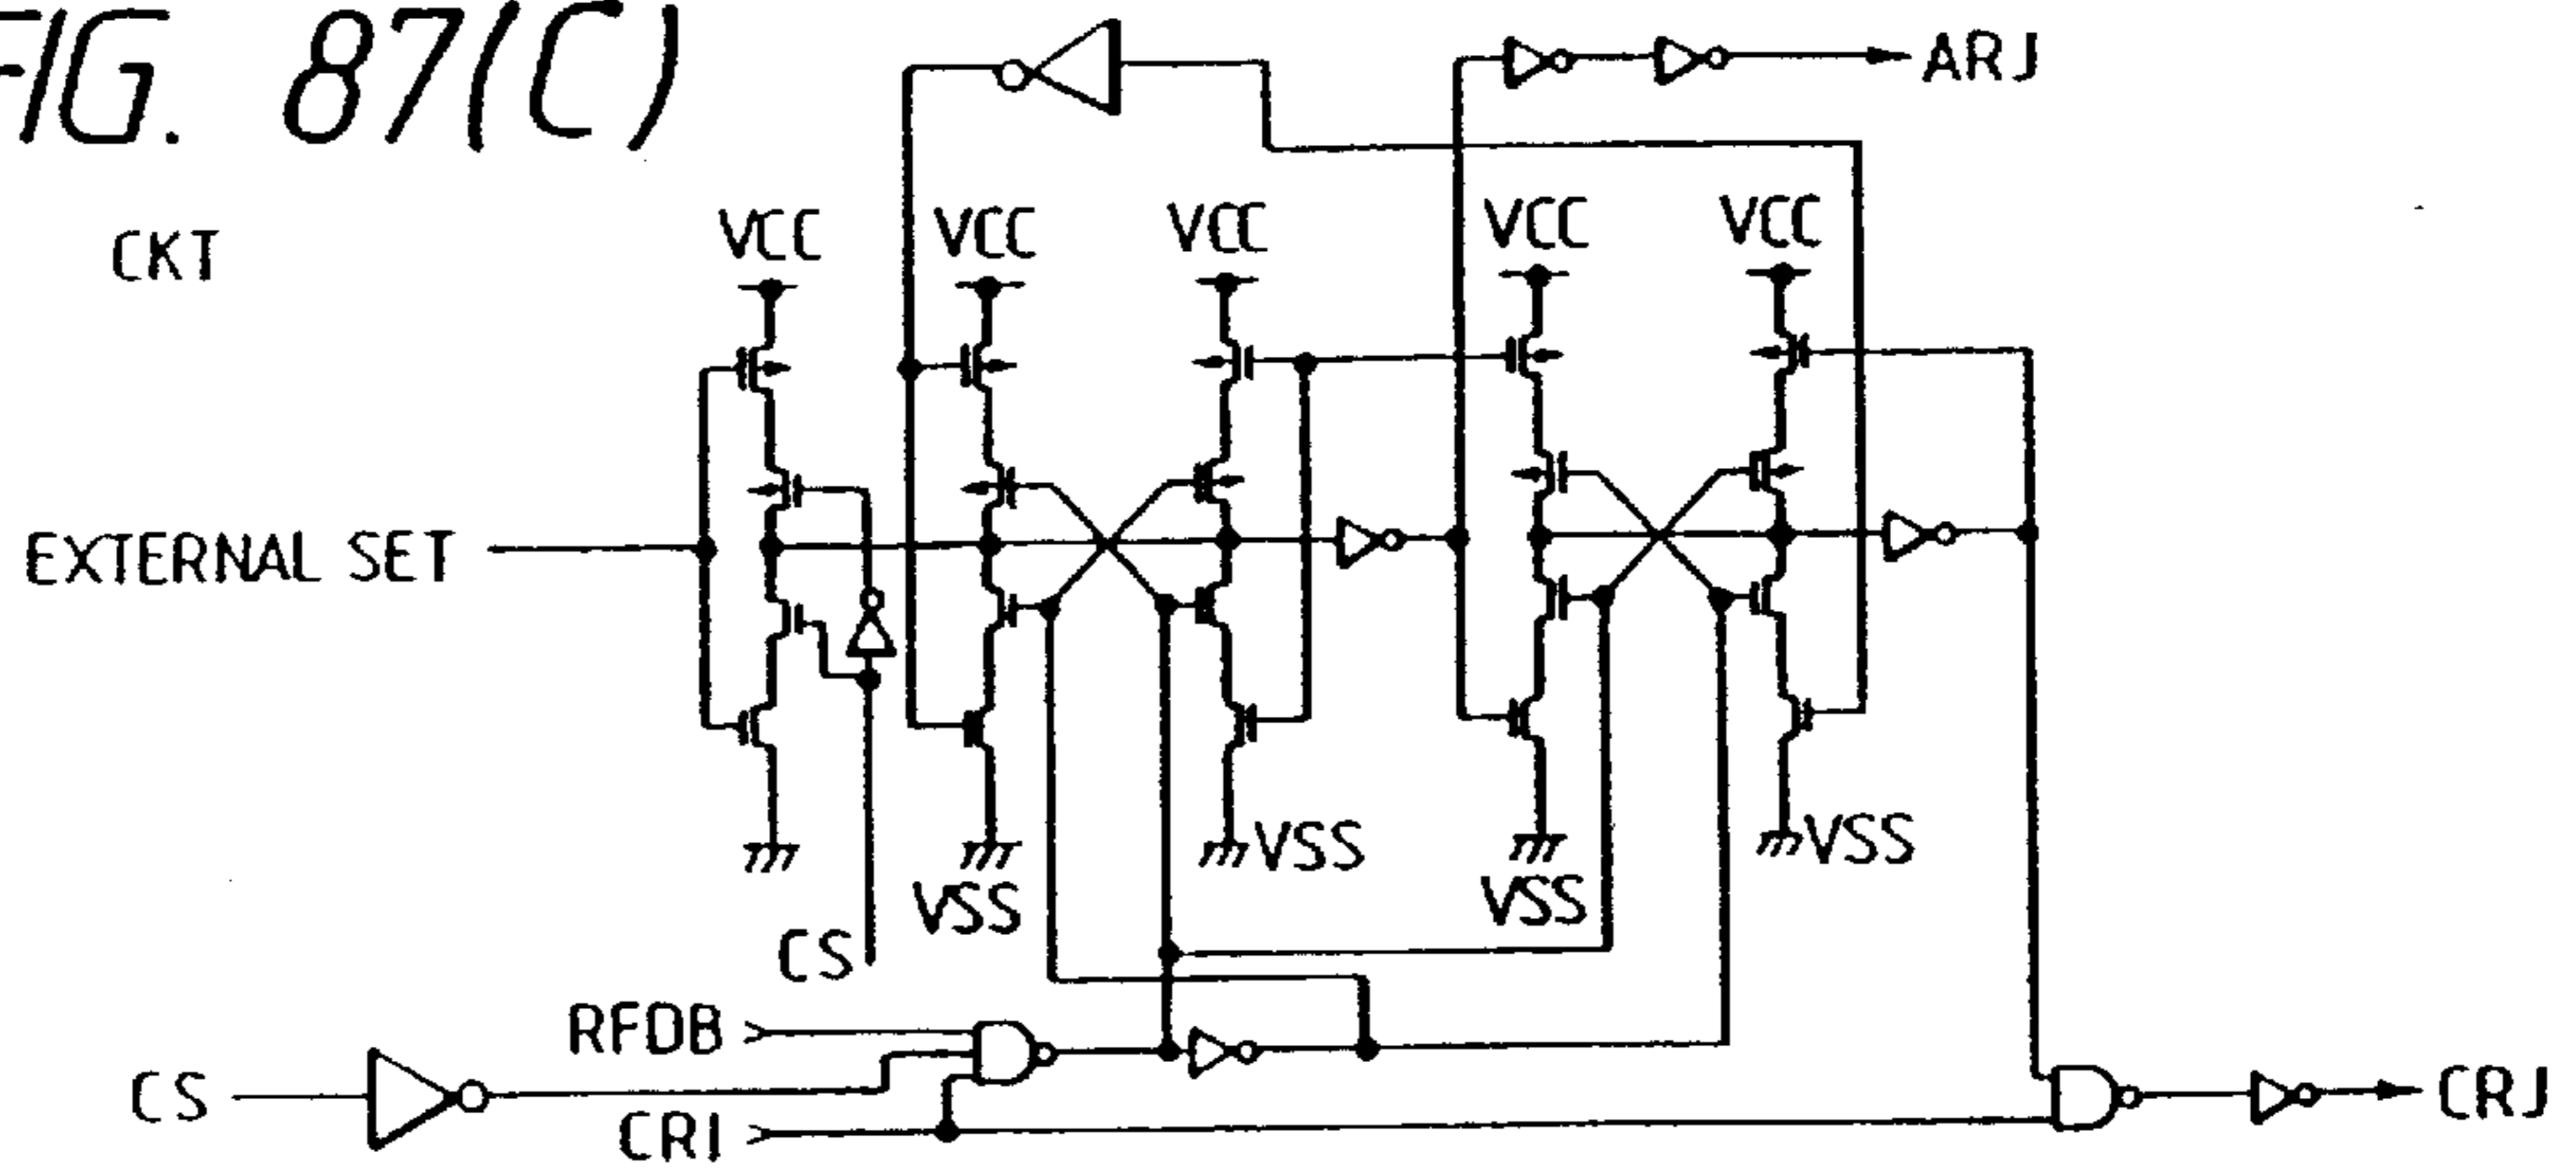 FIG. 87(C)
ARJ
CKT
VCC
VCC
VCC
VCC
VCC
EXTERNAL SET
VSS
VSS
VSS
VSS
CS
RFDB
CS
CRI
CRJ